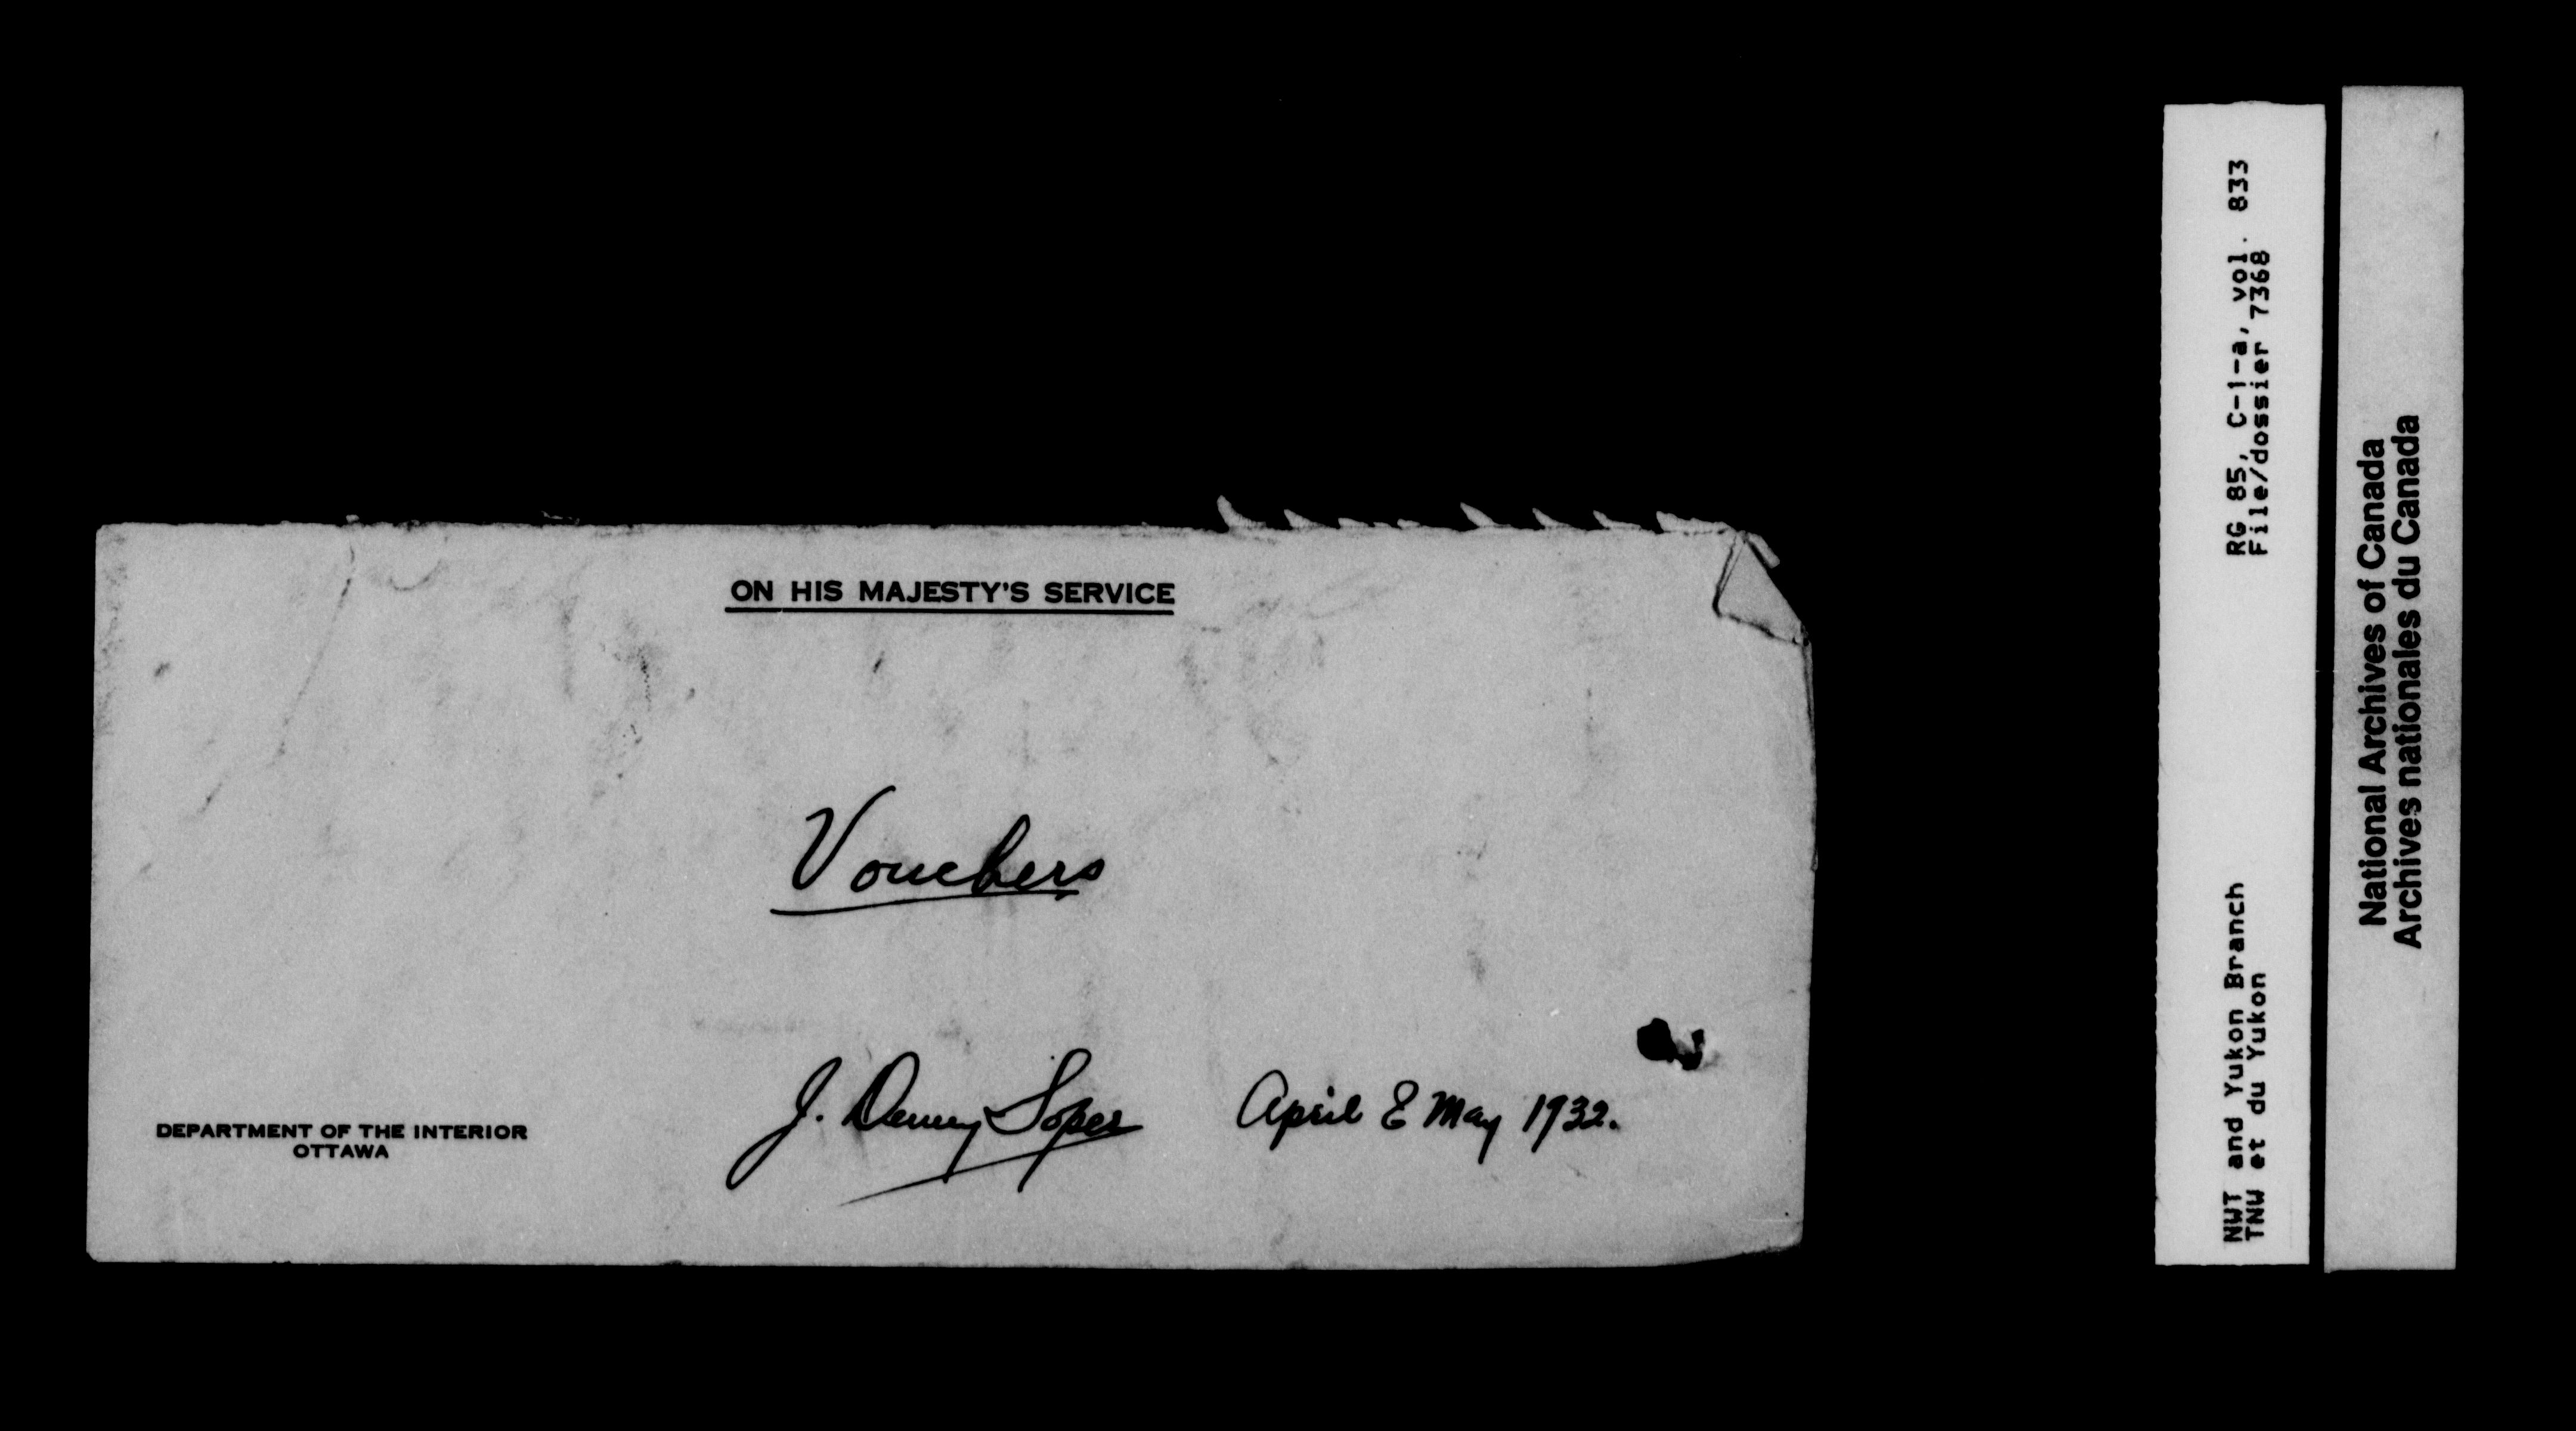 ON HIS MAJESTY'S SERVICE
Vouchers
J. Dewey Soper April & May 1932.
DEPARTMENT OF THE INTERIOR
OTTAWA
RG 85, C-1-a, vol. 833
File/dossier 7368
NWT and Yukon Branch
TNW et du Yukon
National Archives of Canada
Archives nationales du Canada